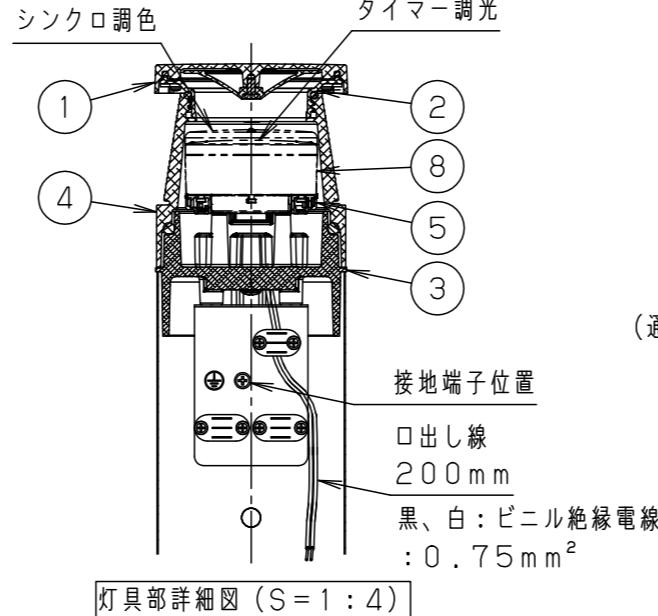 シンクロ調色
タイマー調光
1
2
8
4
5
3
(通
接地端子位置
口出し線
200mm
黒、白:ビニル絶縁電線
:0.75mm²
灯具部詳細図(S=1:4)